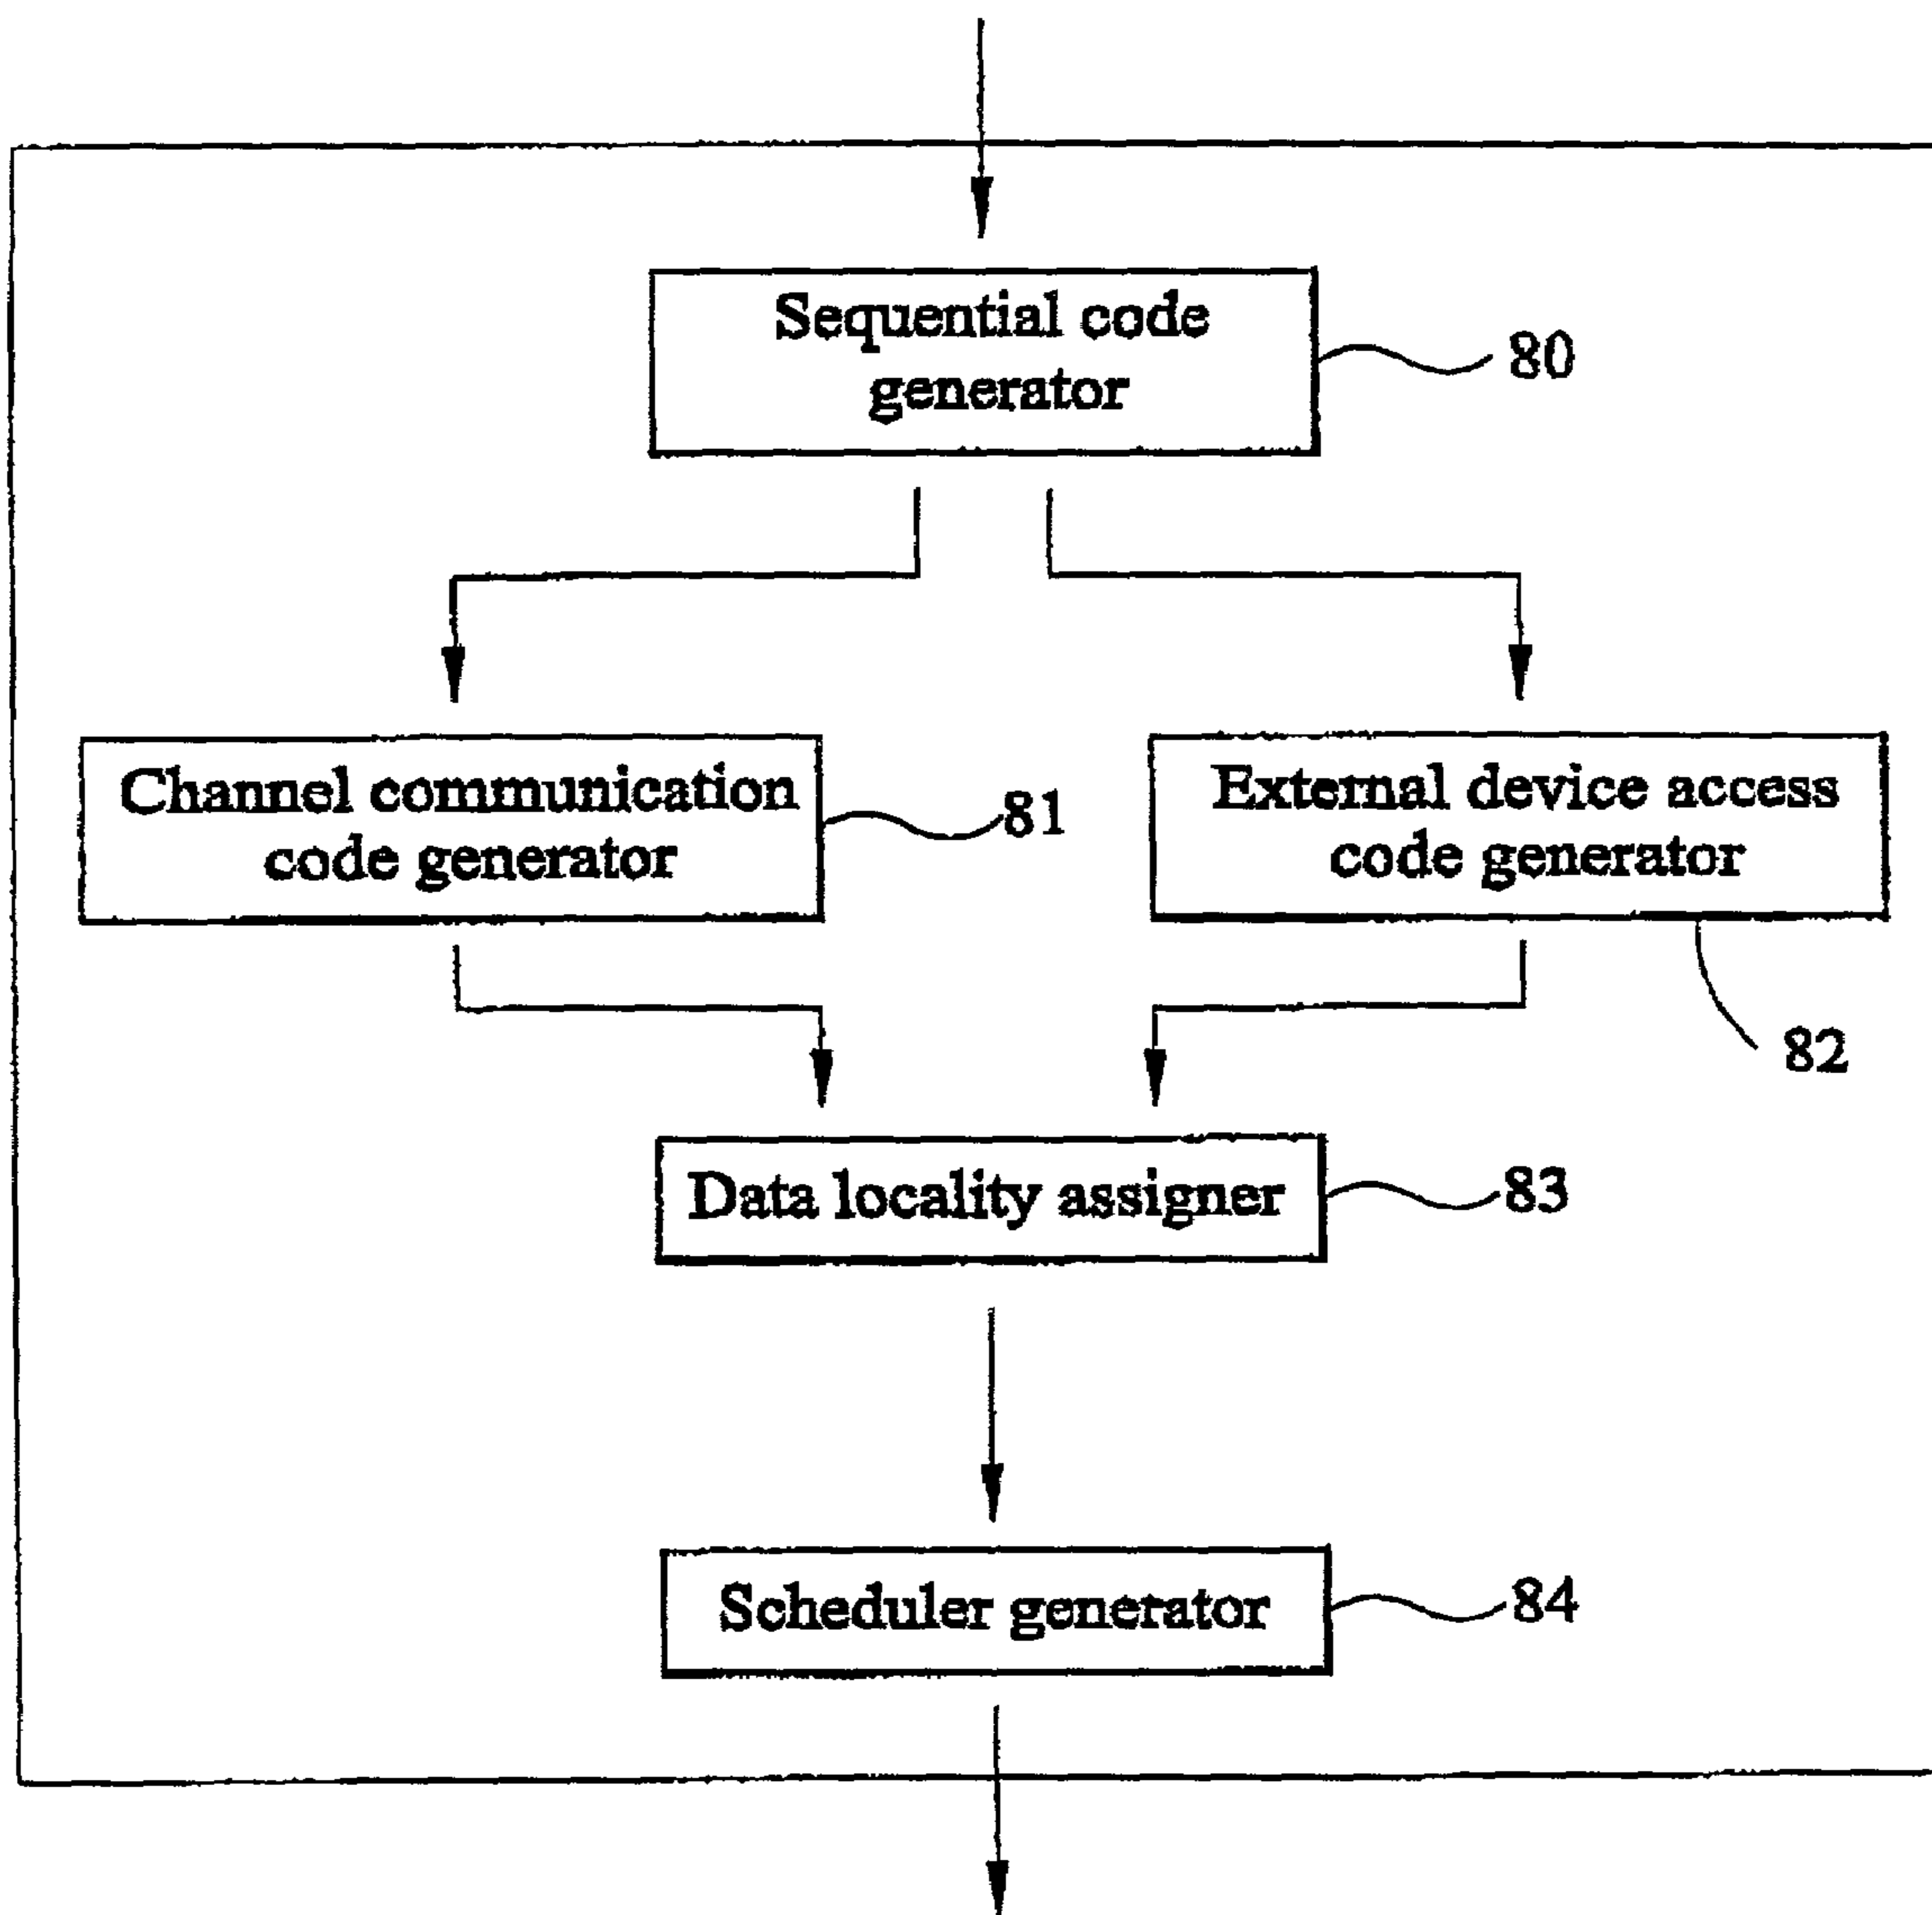 Sequential code
generator
80
Channel communication
code generator
81
External device access
code generator
82
Data locality assigner
83
Scheduler generator
84